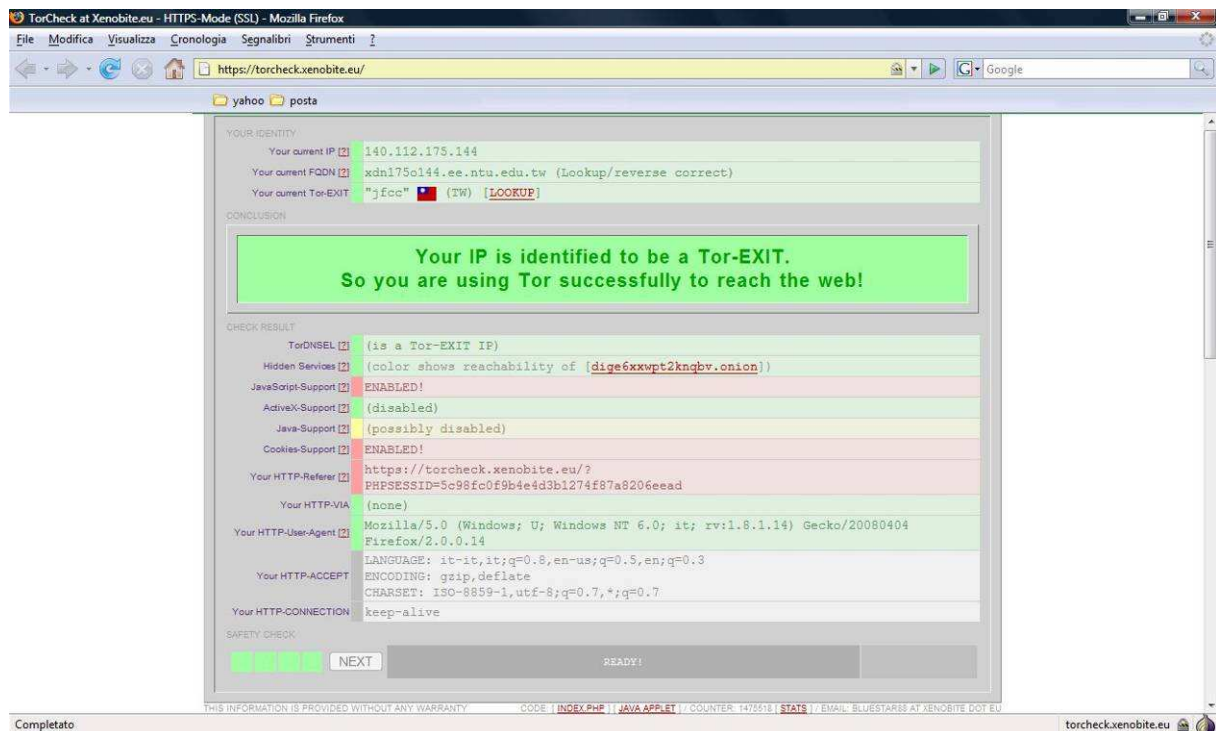 TorCheck at Xenobite.eu - HTTPS-Mode (SSL) - Mozilla Firefox
File Modifica Visualizza Cronologia Segnalibri Strumenti ?
https://torcheck.xenobite.eu/
G Google
yahoo posta
YOUR IDENTITY
Your current IP [?] 140.112.175.144
Your current FQDN [?] xdn175o144.ee.ntu.edu.tw (Lookup/reverse correct)
Your current Tor-EXIT "jfcc" (TW) [LOOKUP]
CONCLUSION
Your IP is identified to be a Tor-EXIT.
So you are using Tor successfully to reach the web!
CHECK RESULT
TorDNSEL [?] (is a Tor-EXIT IP)
Hidden Services [?] (color shows reachability of [dige6xxwpt2knqbv.onion])
JavaScript-Support [?] ENABLED!
ActiveX-Support [?] (disabled)
Java-Support [?] (possibly disabled)
Cookies-Support [?] ENABLED!
Your HTTP-Referer [?] https://torcheck.xenobite.eu/?
PHPSESSID=5c98fc0f9b4e4d3b1274f87a8206eead
Your HTTP-VIA (none)
Your HTTP-User-Agent [?] Mozilla/5.0 (Windows; U; Windows NT 6.0; it; rv:1.8.1.14) Gecko/20080404
Firefox/2.0.0.14
LANGUAGE: it-it,it;q=0.8,en-us;q=0.5,en;q=0.3
Your HTTP-ACCEPT ENCODING: gzip,deflate
CHARSET: ISO-8859-1,utf-8;q=0.7,*;q=0.7
Your HTTP-CONNECTION keep-alive
SAFETY CHECK
NEXT READY!
THIS INFORMATION IS PROVIDED WITHOUT ANY WARRANTY CODE: [ INDEX.PHP ] [ JAVA APPLET ] / COUNTER: 1475518 [ STATS ] / EMAIL: BLUESTAR88 AT XENOBITE DOT EU
Completato torcheck.xenobite.eu